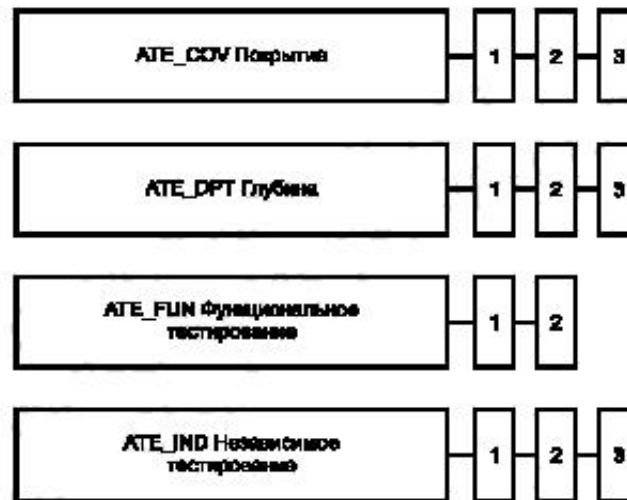 ATE_COV Покрытие 1 2 3
ATE_DPT Глубина 1 2 3
ATE_FUN Функциональное
тестирование 1 2
ATE_IND Независимое
тестирование 1 2 3